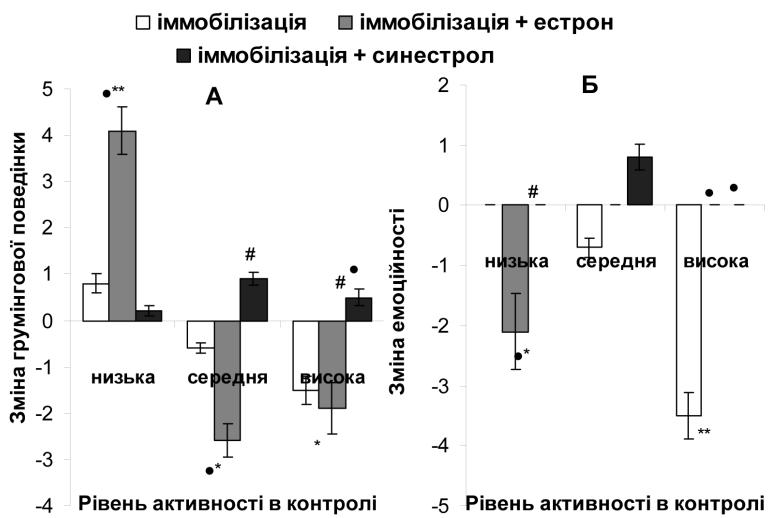 іммобілізація іммобілізація + естрон
іммобілізація + синестрол
А
Зміна грумінгової поведінки
5
4
3
2
1
0
-1
-2
-3
-4
●**
#
# ●
низька середня висока
●*
*
Рівень активності в контролі
Б
Зміна емоційності
2
1
0
-1
-2
-3
-4
-5
#
● ●
низька середня висока
●*
**
Рівень активності в контролі